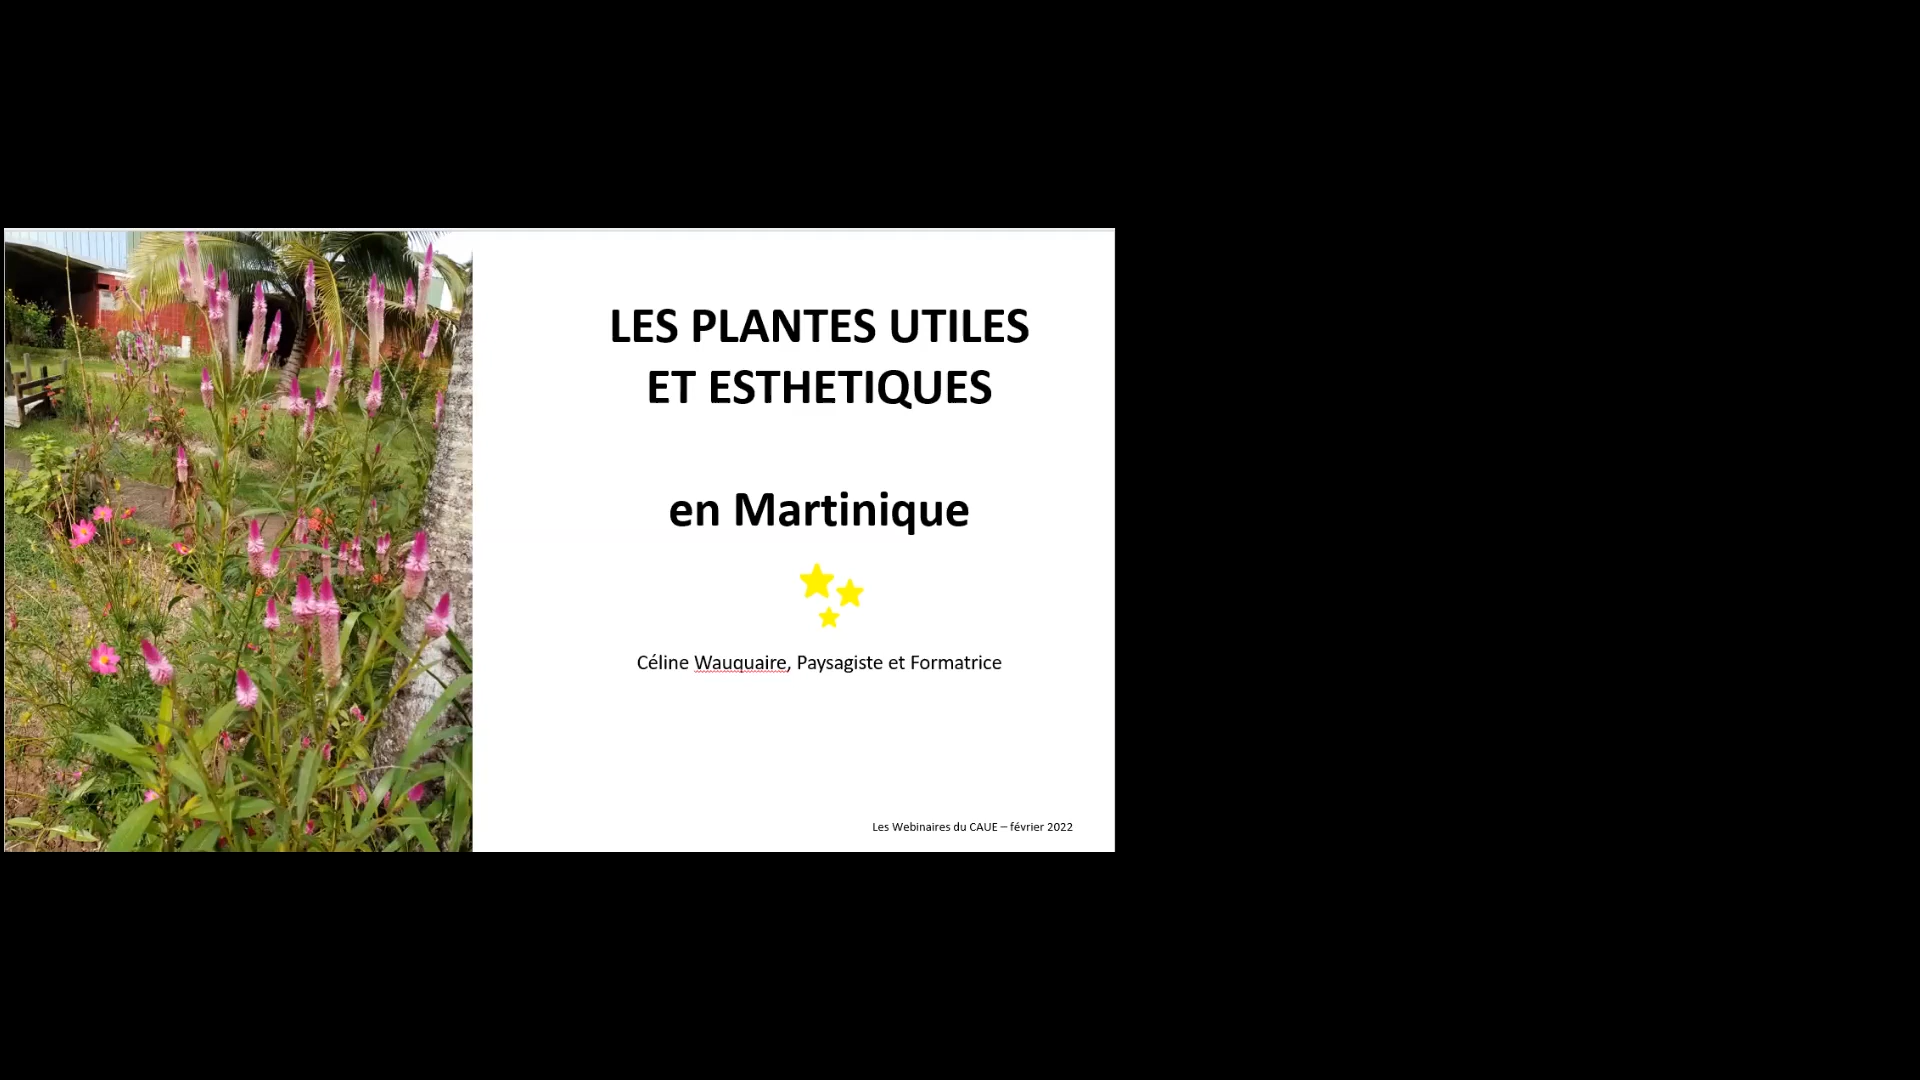 LES PLANTES UTILES
ET ESTHETIQUES
en Martinique
Céline Wauquaire, Paysagiste et Formatrice
Les Webinaires du CAUE – février 2022